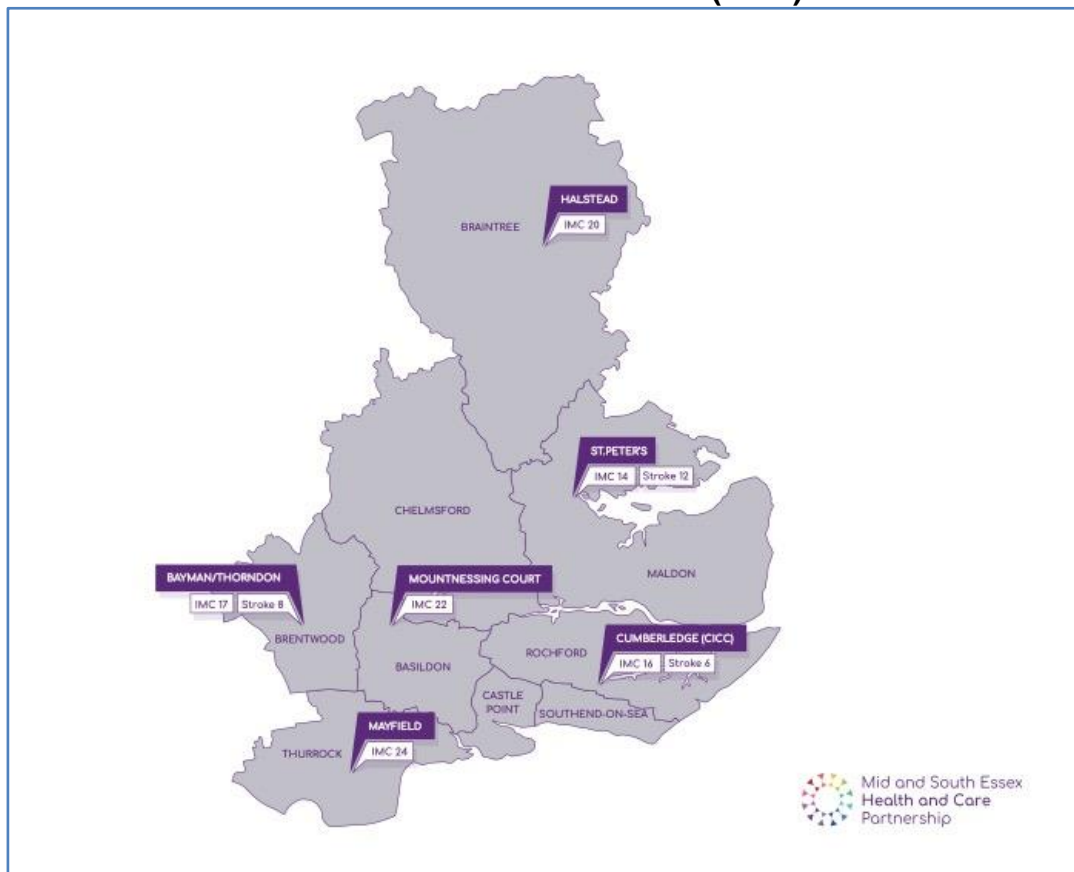 HALSTEAD
IMC 20
BRAINTREE
ST.PETER'S
IMC 14 Stroke 12
CHELMSFORD
BAYMAN/THORNDON
IMC 17 Stroke 8
MOUNTNESSING COURT
IMC 22
MALDON
BRENTWOOD
CUMBERLEDGE (CICC)
IMC 16 Stroke 6
ROCHFORD
BASILDON
CASTLE
POINT
SOUTHEND-ON-SEA
MAYFIELD
IMC 24
THURROCK
Mid and South Essex
Health and Care
Partnership